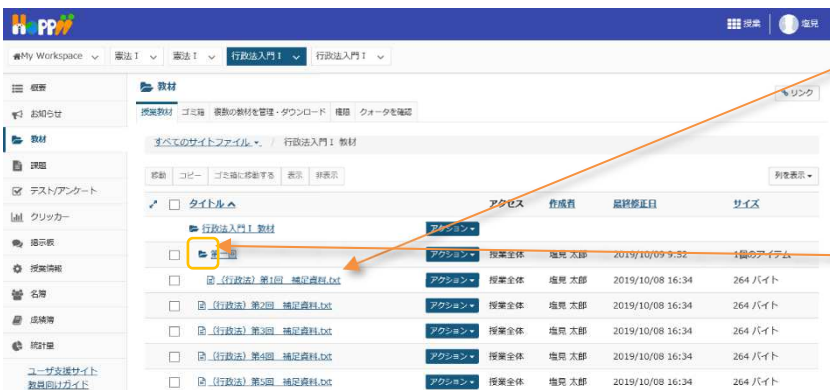 Hoppii
授業 塩見
My Workspace 憲法Ⅰ 憲法Ⅰ 行政法入門Ⅰ 行政法入門Ⅰ
概要
お知らせ
教材
課題
テスト/アンケート
クリッカー
掲示板
授業情報
名簿
成績簿
統計量
ユーザ支援サイト
教員向けガイド
教材
リンク
授業教材 ゴミ箱 複数の教材を管理・ダウンロード 権限 クォータを確認
すべてのサイトファイル / 行政法入門Ⅰ 教材
移動 コピー ゴミ箱に移動する 表示 非表示 列を表示
タイトル アクセス 作成者 最終修正日 サイズ
行政法入門Ⅰ 教材 アクション
第一回 アクション 授業全体 塩見 太郎 2019/10/09 9:52 1個のアイテム
(行政法) 第1回 補足資料.txt アクション 授業全体 塩見 太郎 2019/10/08 16:34 264 バイト
(行政法) 第2回 補足資料.txt アクション 授業全体 塩見 太郎 2019/10/08 16:34 264 バイト
(行政法) 第3回 補足資料.txt アクション 授業全体 塩見 太郎 2019/10/08 16:34 264 バイト
(行政法) 第4回 補足資料.txt アクション 授業全体 塩見 太郎 2019/10/08 16:34 264 バイト
(行政法) 第5回 補足資料.txt アクション 授業全体 塩見 太郎 2019/10/08 16:34 264 バイト